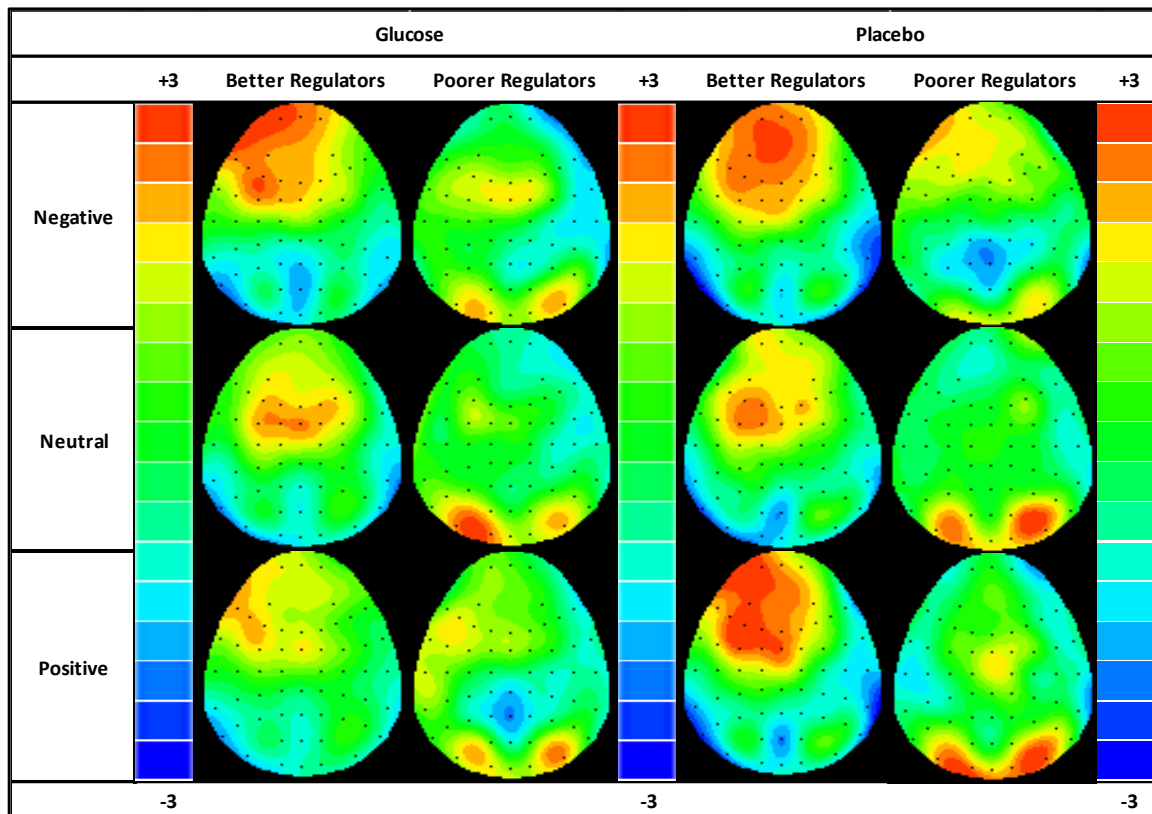 Glucose Placebo
+3 Better Regulators Poorer Regulators +3 Better Regulators Poorer Regulators +3
Negative
Neutral
Positive
-3 -3 -3